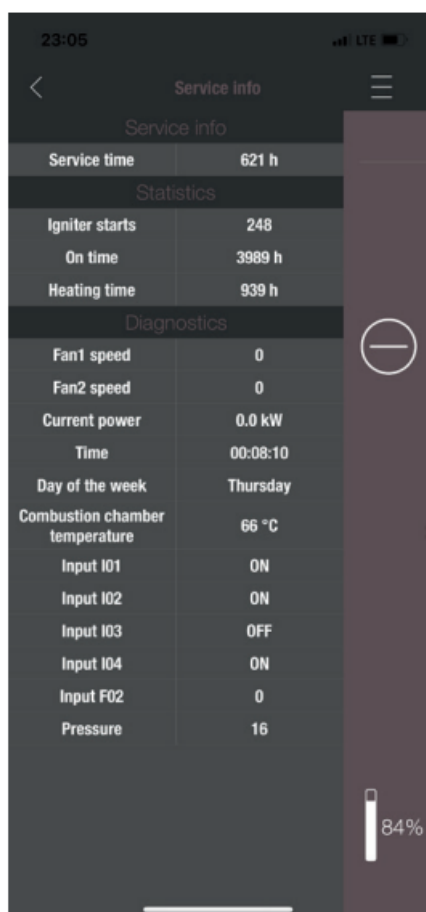 23:05 LTE
Service info
Service info
Service time 621 h
Statistics
Igniter starts 248
On time 3989 h
Heating time 939 h
Diagnostics
Fan1 speed 0
Fan2 speed 0
Current power 0.0 kW
Time 00:08:10
Day of the week Thursday
Combustion chamber
temperature 66 °C
Input I01 ON
Input I02 ON
Input I03 OFF
Input I04 ON
Input F02 0
Pressure 16
84%